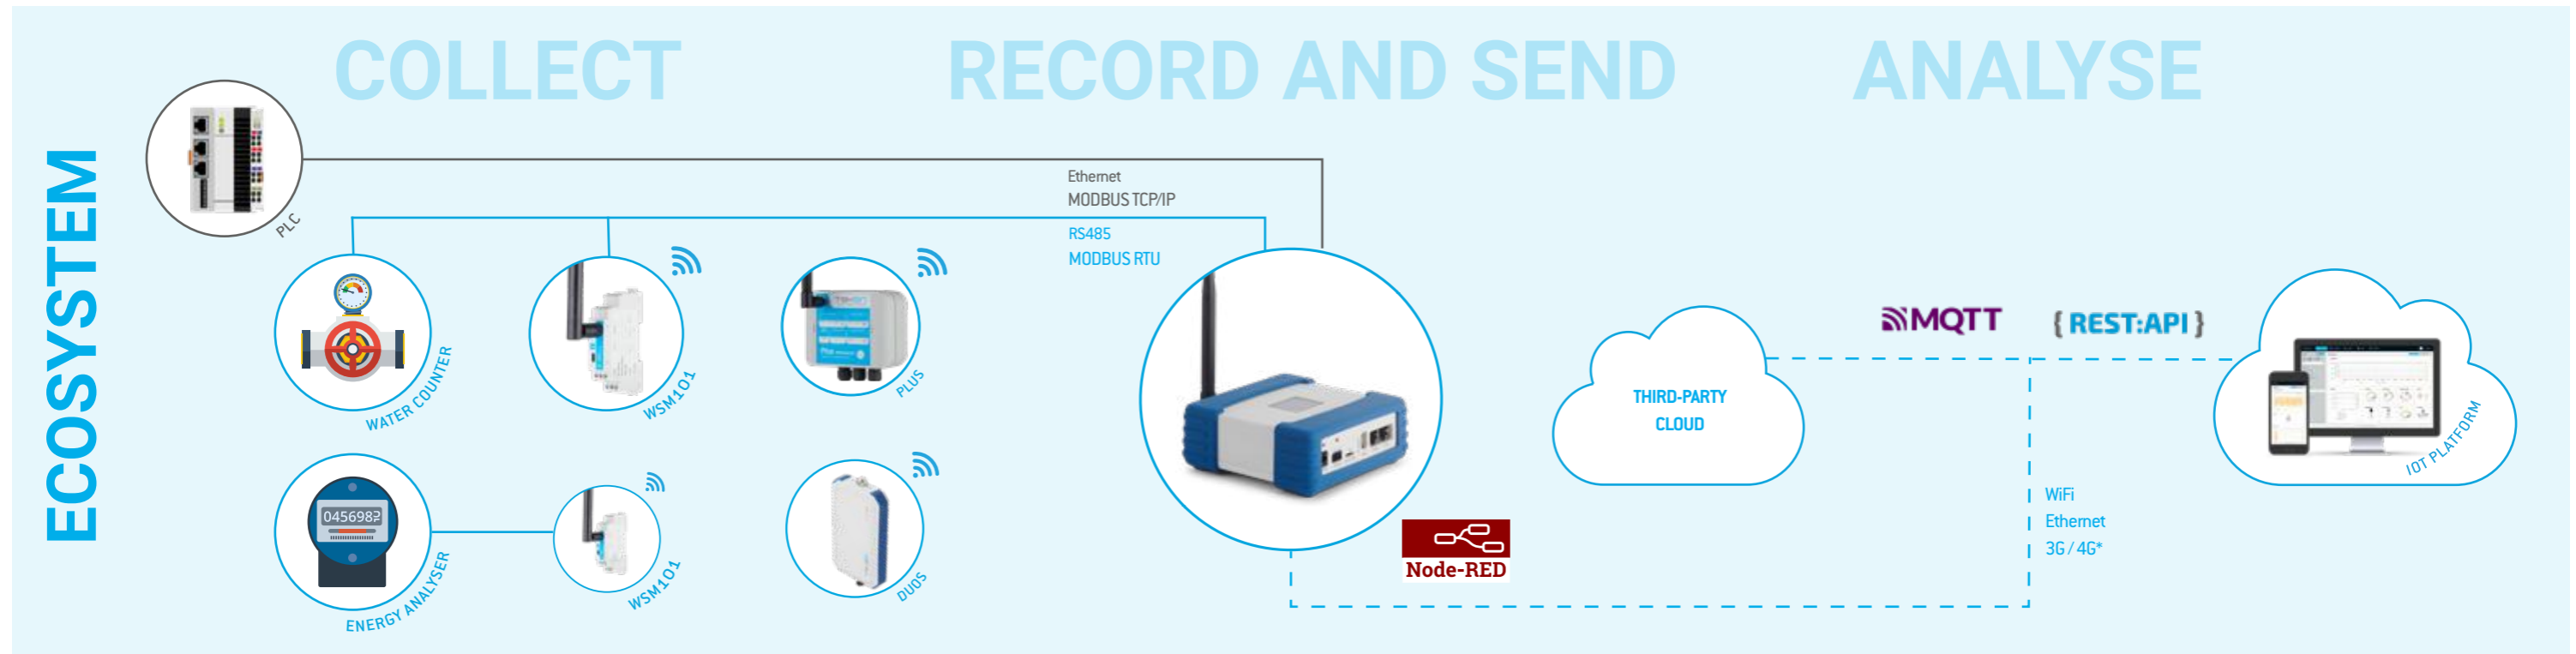 COLLECT
RECORD AND SEND
ANALYSE
ECOSYSTEM
PLC
Ethernet
MODBUS TCP/IP
RS485
MODBUS RTU
WATER COUNTER
WSM101
PLUS
045698
ENERGY ANALYSER
WSM101
DUOS
Node-RED
THIRD-PARTY
CLOUD
MQTT
{ REST:API }
WiFi
Ethernet
3G / 4G*
IOT PLATFORM